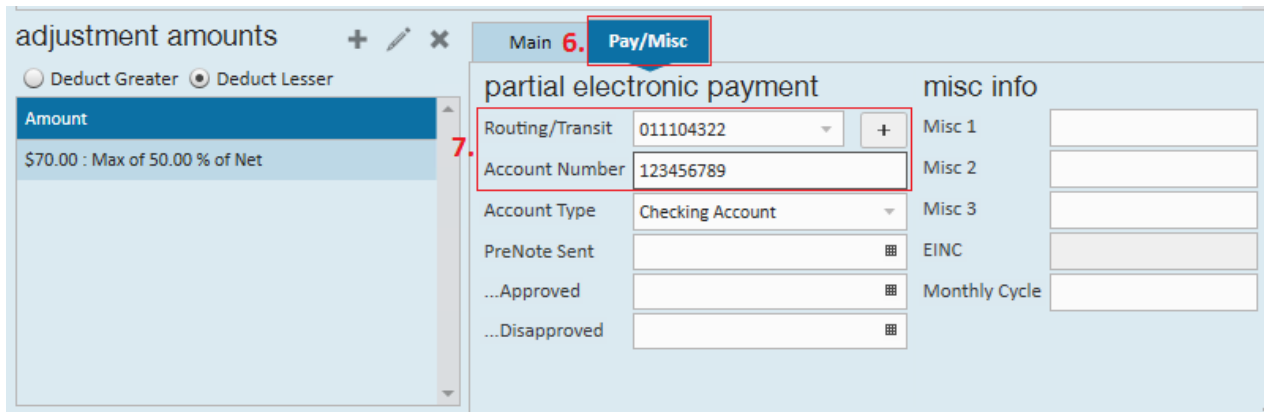 adjustment amounts
Deduct Greater Deduct Lesser
Amount
$70.00 : Max of 50.00 % of Net
Main 6. Pay/Misc
partial electronic payment
7.
Routing/Transit 011104322 +
Account Number 123456789
Account Type Checking Account
PreNote Sent
...Approved
...Disapproved
misc info
Misc 1
Misc 2
Misc 3
EINC
Monthly Cycle